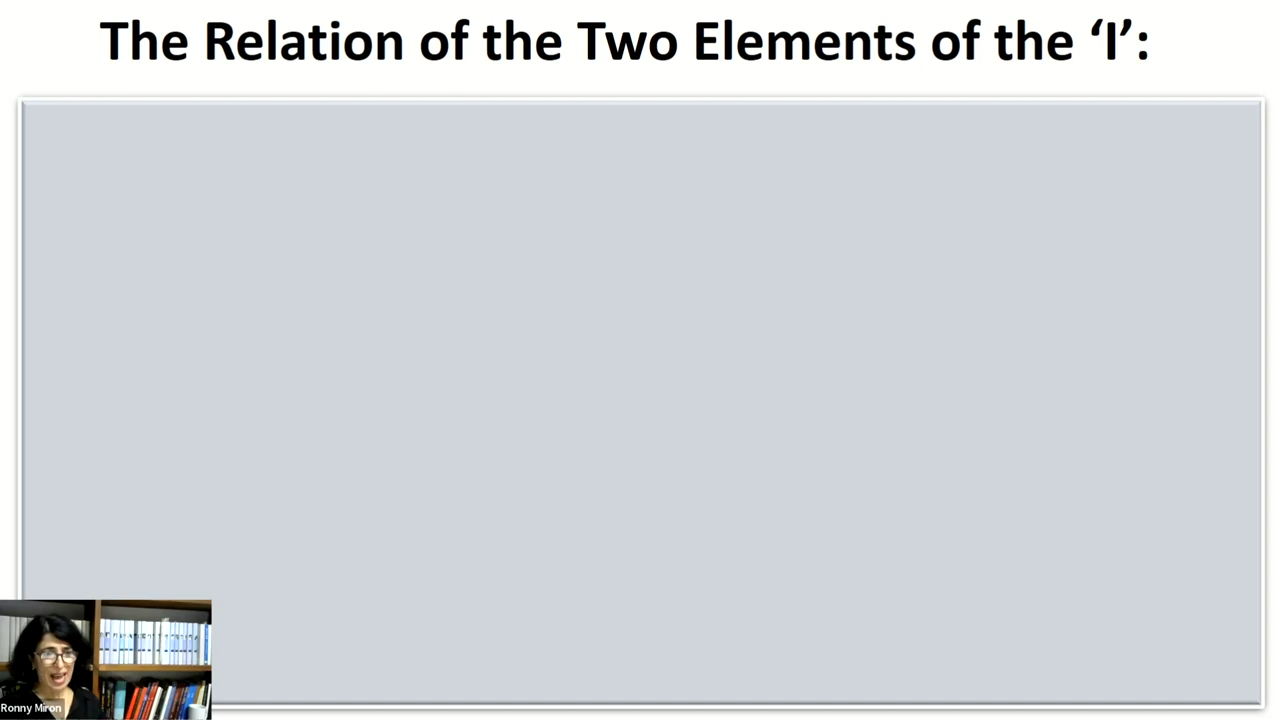 The Relation of the Two Elements of the ‘I’:
Ronny Miron